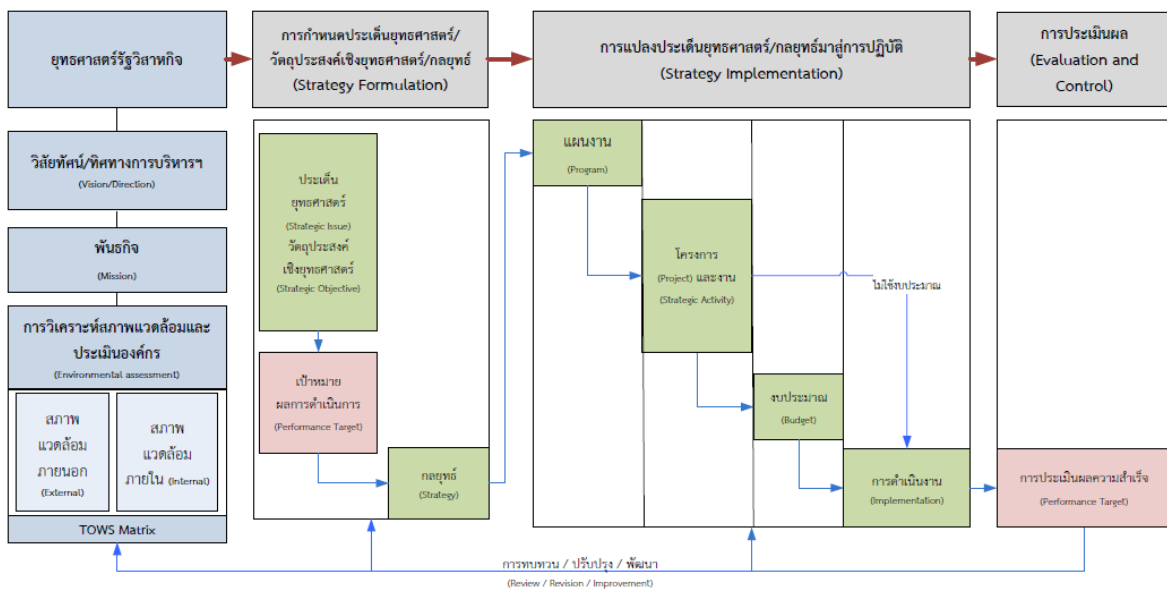 ยุทธศาสตร์รัฐวิสาหกิจ
การกำหนดประเด็นยุทธศาสตร์/
วัตถุประสงค์เชิงยุทธศาสตร์/กลยุทธ์
(Strategy Formulation)
การแปลงประเด็นยุทธศาสตร์/กลยุทธ์มาสู่การปฏิบัติ
(Strategy Implementation)
การประเมินผล
(Evaluation and
Control)
วิสัยทัศน์/ทิศทางการบริหารฯ
(Vision/Direction)
พันธกิจ
(Mission)
การวิเคราะห์สภาพแวดล้อมและ
ประเมินองค์กร
(Environmental assessment)
สภาพ
แวดล้อม
ภายนอก
(External)
สภาพ
แวดล้อม
ภายใน (Internal)
TOWS Matrix
ประเด็น
ยุทธศาสตร์
(Strategic Issue)
วัตถุประสงค์
เชิงยุทธศาสตร์
(Strategic Objective)
เป้าหมาย
ผลการดำเนินการ
(Performance Target)
กลยุทธ์
(Strategy)
แผนงาน
(Program)
โครงการ
(Project) และงาน
(Strategic Activity)
ไม่ใช้งบประมาณ
งบประมาณ
(Budget)
การดำเนินงาน
(Implementation)
การประเมินผลความสำเร็จ
(Performance Target)
การทบทวน / ปรับปรุง / พัฒนา
(Review / Revision / Improvement)